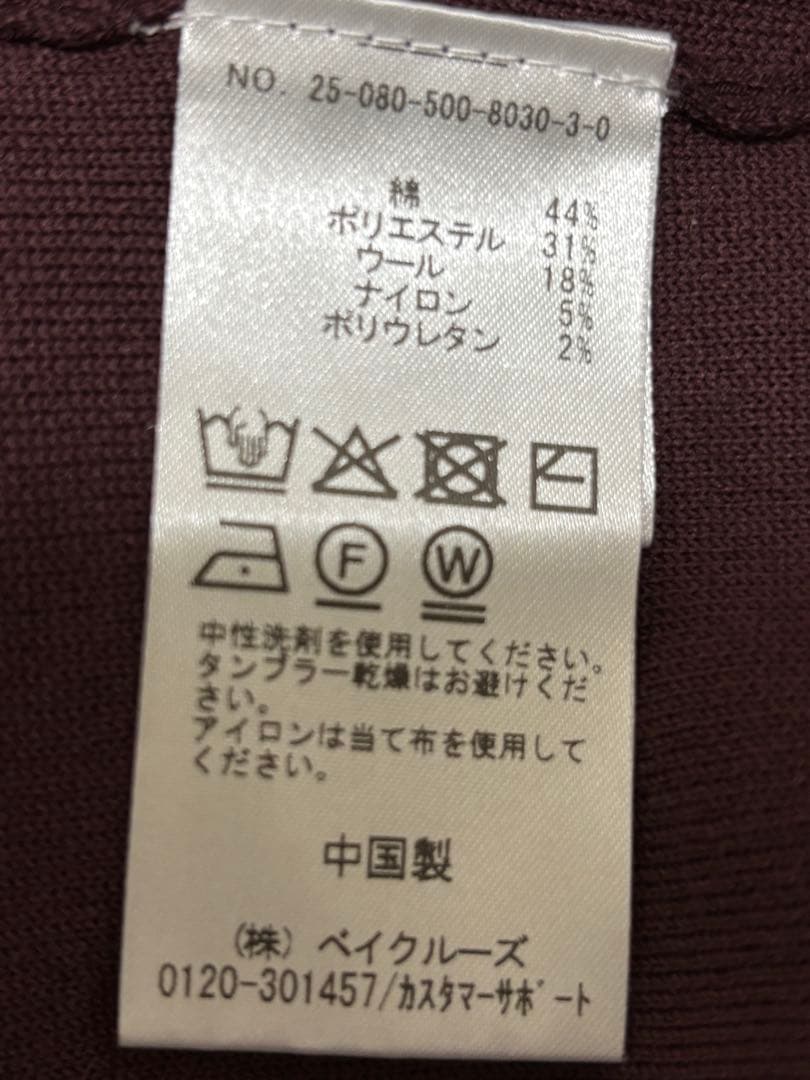 NO. 25-080-500-8030-3-0
綿 44%
ポリエステル 31%
ウール 18%
ナイロン 5%
ポリウレタン 2%
F W
中性洗剤を使用してください。
タンブラー乾燥はお避けくだ
さい。
アイロンは当て布を使用して
ください。
中国製
(株) ベイクルーズ
0120-301457/カスタマーサポート